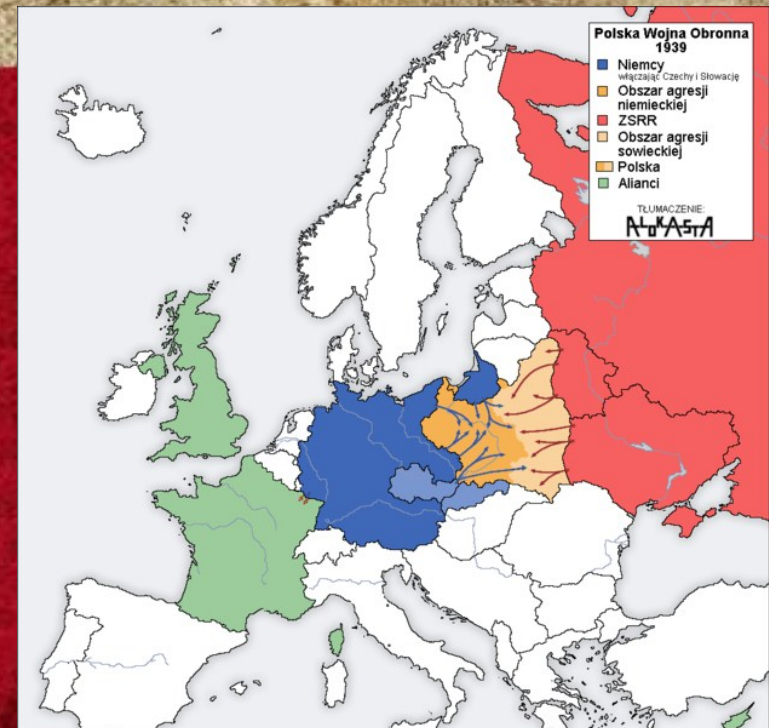 Polska Wojna Obronna
1939
Niemcy
włączając Czechy i Słowację
Obszar agresji
niemieckiej
ZSRR
Obszar agresji
sowieckiej
Polska
Alianci
TŁUMACZENIE:
ALOKASTA